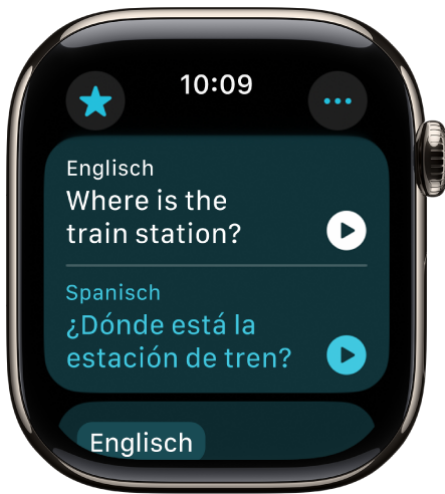 10:09
Englisch
Where is the
train station?
Spanisch
¿Dónde está la
estación de tren?
Englisch